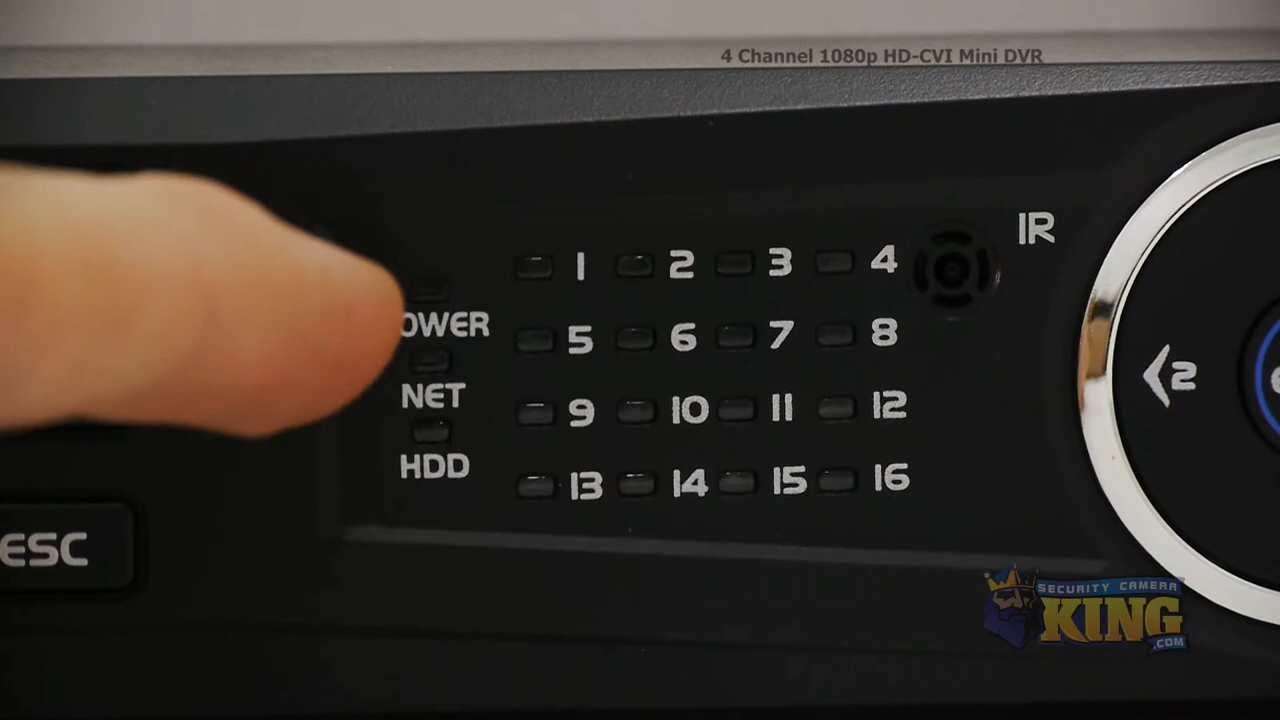 4 Channel 1080p HD-CVI Mini DVR
IR
1 2 3 4
OWER
5 6 7 8
<2
NET
9 10 11 12
HDD
13 14 15 16
ESC
SECURITY CAMERA
KING
.COM